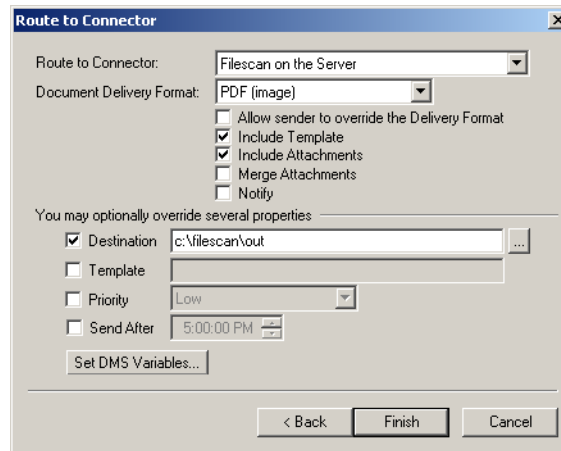 Route to Connector
Route to Connector: Filescan on the Server
Document Delivery Format: PDF (image)
Allow sender to override the Delivery Format
Include Template
Include Attachments
Merge Attachments
Notify
You may optionally override several properties
Destination c:\filescan\out ...
Template
Priority Low
Send After 5:00:00 PM
Set DMS Variables...
< Back Finish Cancel